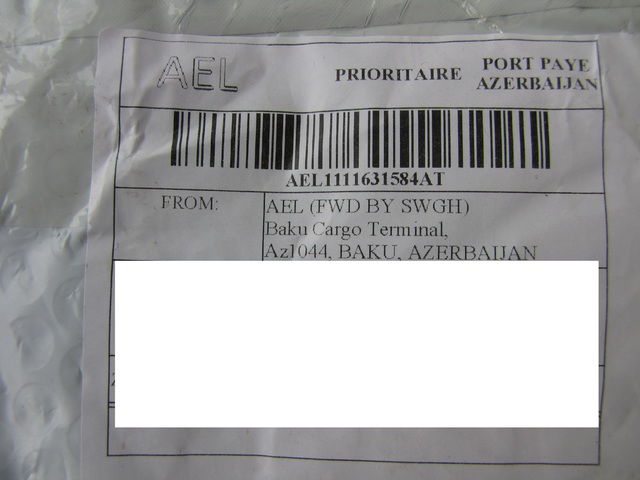 AEL
PRIORITAIRE
PORT PAYE
AZERBAIJAN
AEL1111631584AT
FROM:
AEL (FWD BY SWGH)
Baku Cargo Terminal,
Az1044, BAKU, AZERBAIJAN